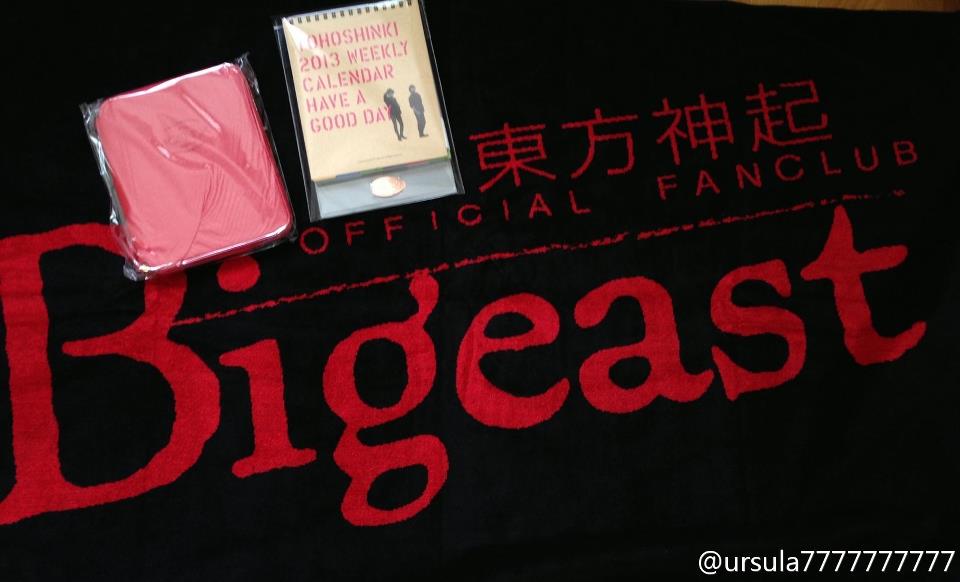 TOHOSHINKI
2013 WEEKLY
CALENDAR
HAVE A
GOOD DAY
東方神起
OFFICIAL FANCLUB
Bigeast
@ursula7777777777